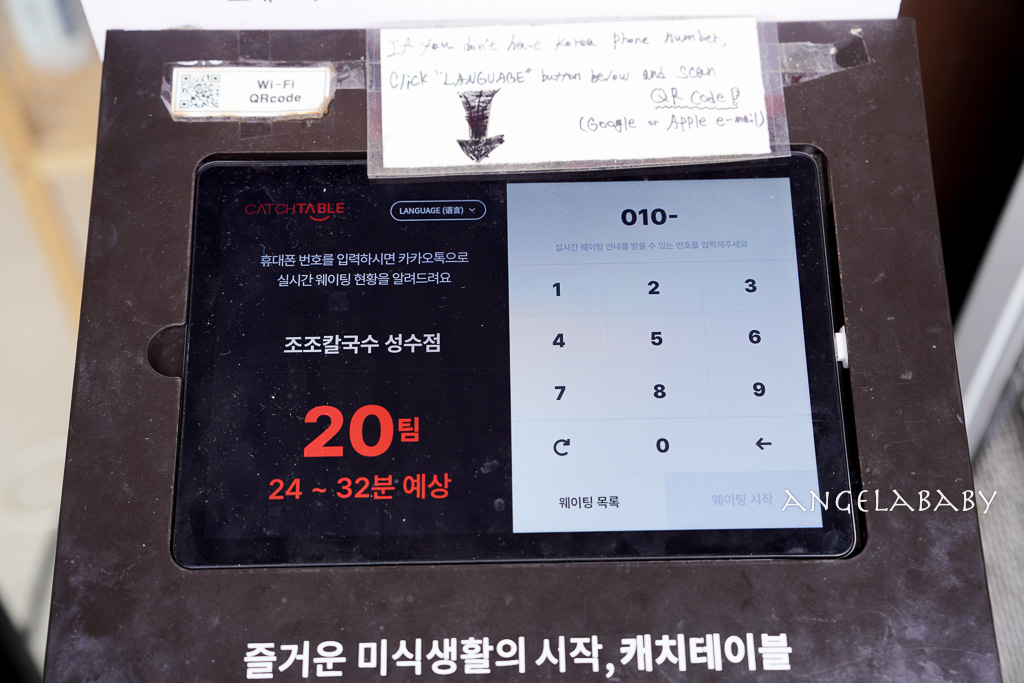 Wi-Fi
QRcode
If you don't have Korea phone number,
Click "LANGUAGE" button below and scan
QR code
(Google or Apple e-mail)
CATCHTABLE
LANGUAGE (语言)
휴대폰 번호를 입력하시면 카카오톡으로
실시간 웨이팅 현황을 알려드려요
조조칼국수 성수점
20팀
24 ~ 32분 예상
010-
실시간 웨이팅 안내를 받을 수 있는 번호를 입력해주세요
1 2 3
4 5 6
7 8 9
0
웨이팅 목록
웨이팅 시작
ANGELABABY
즐거운 미식생활의 시작, 캐치테이블